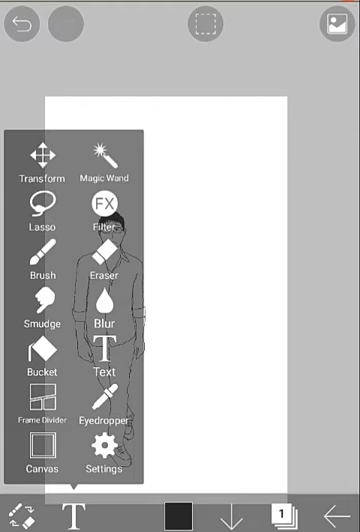 Transform Magic Wand
Lasso FX Filter
Brush Eraser
Smudge Blur
T
Bucket Text
Frame Divider Eyedropper
Canvas Settings
T 1